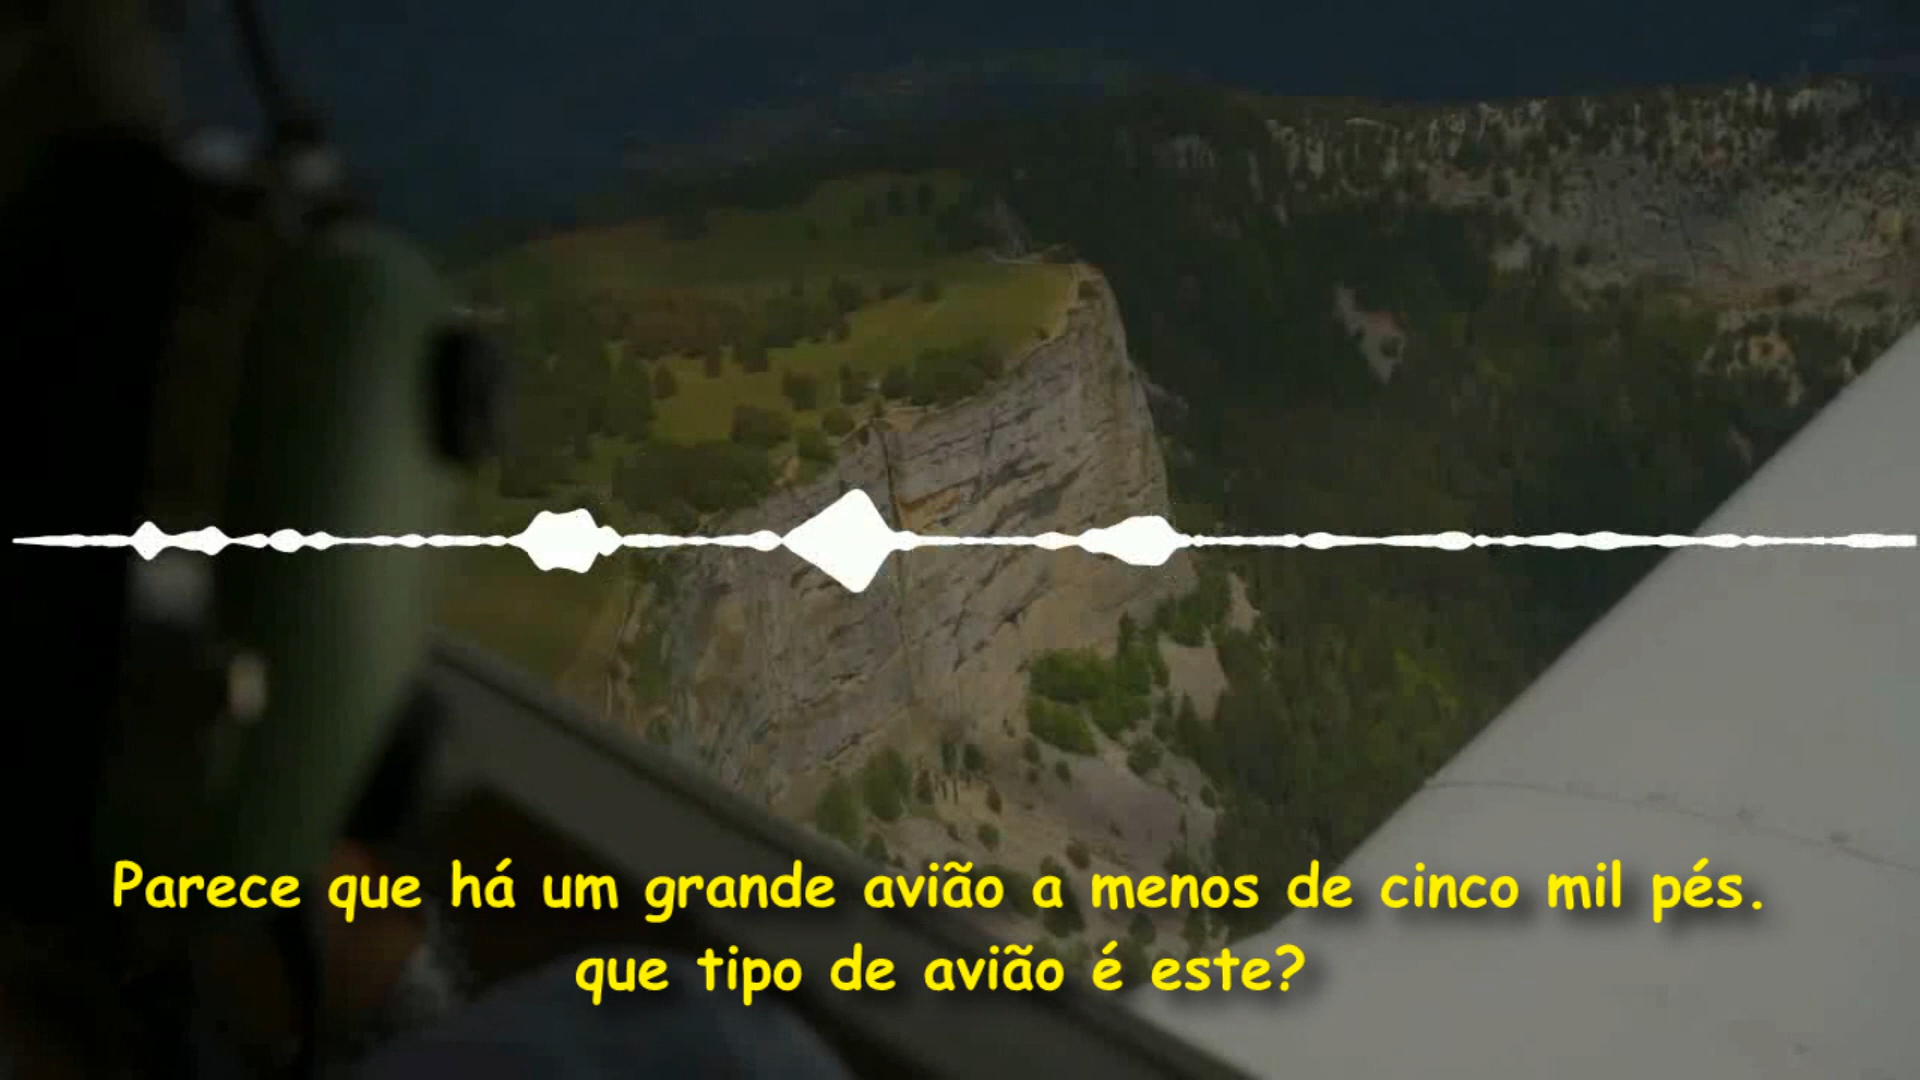 Parece que há um grande avião a menos de cinco mil pés.
que tipo de avião é este?